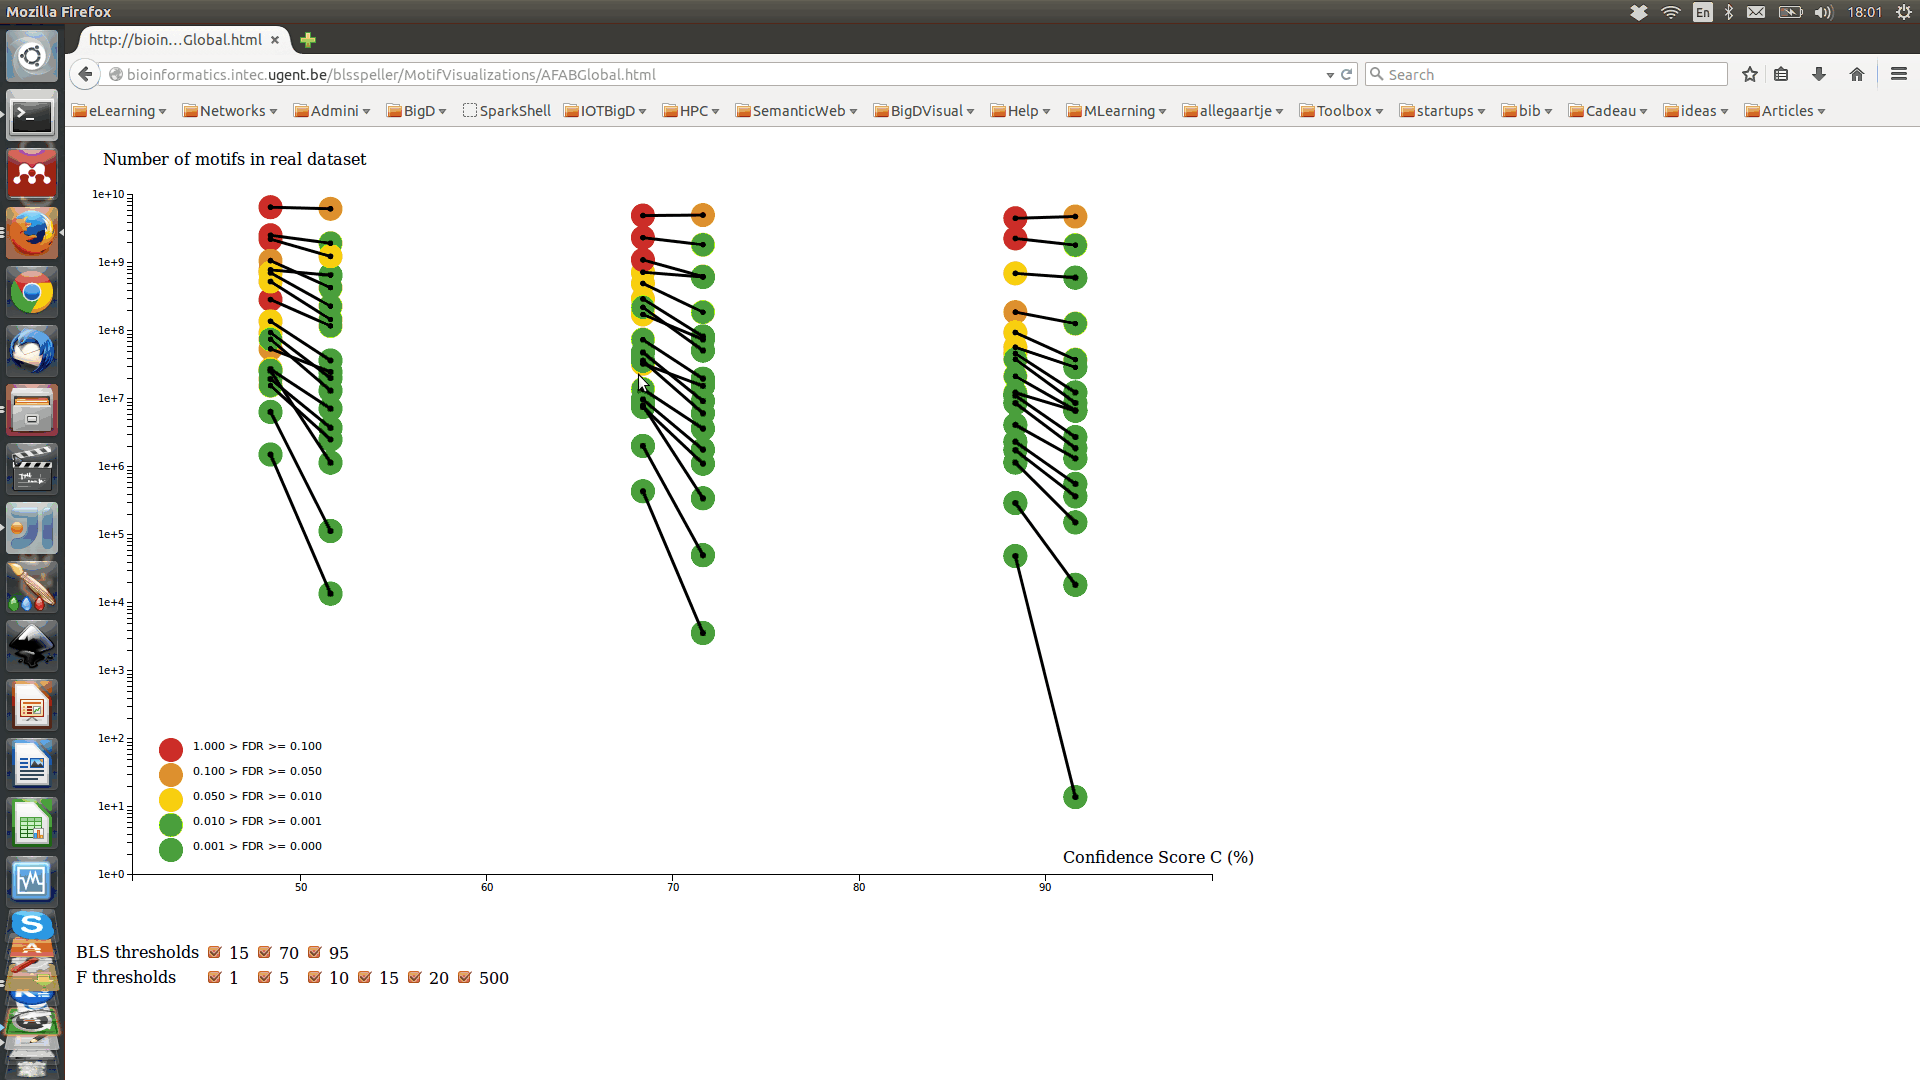 Mozilla Firefox
En
18:01
http://bioin...Global.html
bioinformatics.intec.ugent.be/blsspeller/MotifVisualizations/AFABGlobal.html
Search
eLearning Networks Admini BigD SparkShell IOTBigD HPC SemanticWeb BigDVisual Help MLearning allegaartje Toolbox startups bib Cadeau ideas Articles
Number of motifs in real dataset
1e+10
1e+9
1e+8
1e+7
1e+6
1e+5
1e+4
1e+3
1e+2
1e+1
1e+0
1.000 > FDR >= 0.100
0.100 > FDR >= 0.050
0.050 > FDR >= 0.010
0.010 > FDR >= 0.001
0.001 > FDR >= 0.000
Confidence Score C (%)
50 60 70 80 90
BLS thresholds 15 70 95
F thresholds 1 5 10 15 20 500